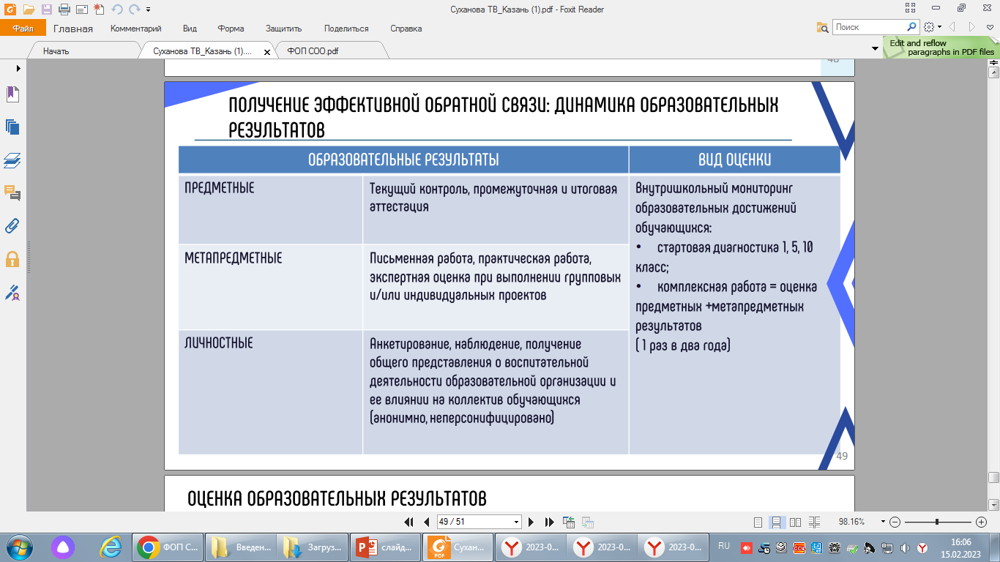 Суханова ТВ_Казань (1).pdf - Foxit Reader
Файл Главная Комментарий Вид Форма Защитить Поделиться Справка
Поиск
Начать Суханова ТВ_Казань (1).... ФОП СОО.pdf
Edit and reflow
paragraphs in PDF files
48
ПОЛУЧЕНИЕ ЭФФЕКТИВНОЙ ОБРАТНОЙ СВЯЗИ: ДИНАМИКА ОБРАЗОВАТЕЛЬНЫХ
РЕЗУЛЬТАТОВ
ОБРАЗОВАТЕЛЬНЫЕ РЕЗУЛЬТАТЫ
ВИД ОЦЕНКИ
ПРЕДМЕТНЫЕ
Текущий контроль, промежуточная и итоговая
аттестация
МЕТАПРЕДМЕТНЫЕ
Письменная работа, практическая работа,
экспертная оценка при выполнении групповых
и/или индивидуальных проектов
ЛИЧНОСТНЫЕ
Анкетирование, наблюдение, получение
общего представления о воспитательной
деятельности образовательной организации и
ее влиянии на коллектив обучающихся
(анонимно, неперсонифицировано)
Внутришкольный мониторинг
образовательных достижений
обучающихся:
• стартовая диагностика 1, 5, 10
класс;
• комплексная работа = оценка
предметных +метапредметных
результатов
( 1 раз в два года)
49
ОЦЕНКА ОБРАЗОВАТЕЛЬНЫХ РЕЗУЛЬТАТОВ
49 / 51
98.16%
ФОП С... Введен... Загруз... слайд... Сухан... 2023-0... 2023-0... 2023-0...
RU
16:06
15.02.2023